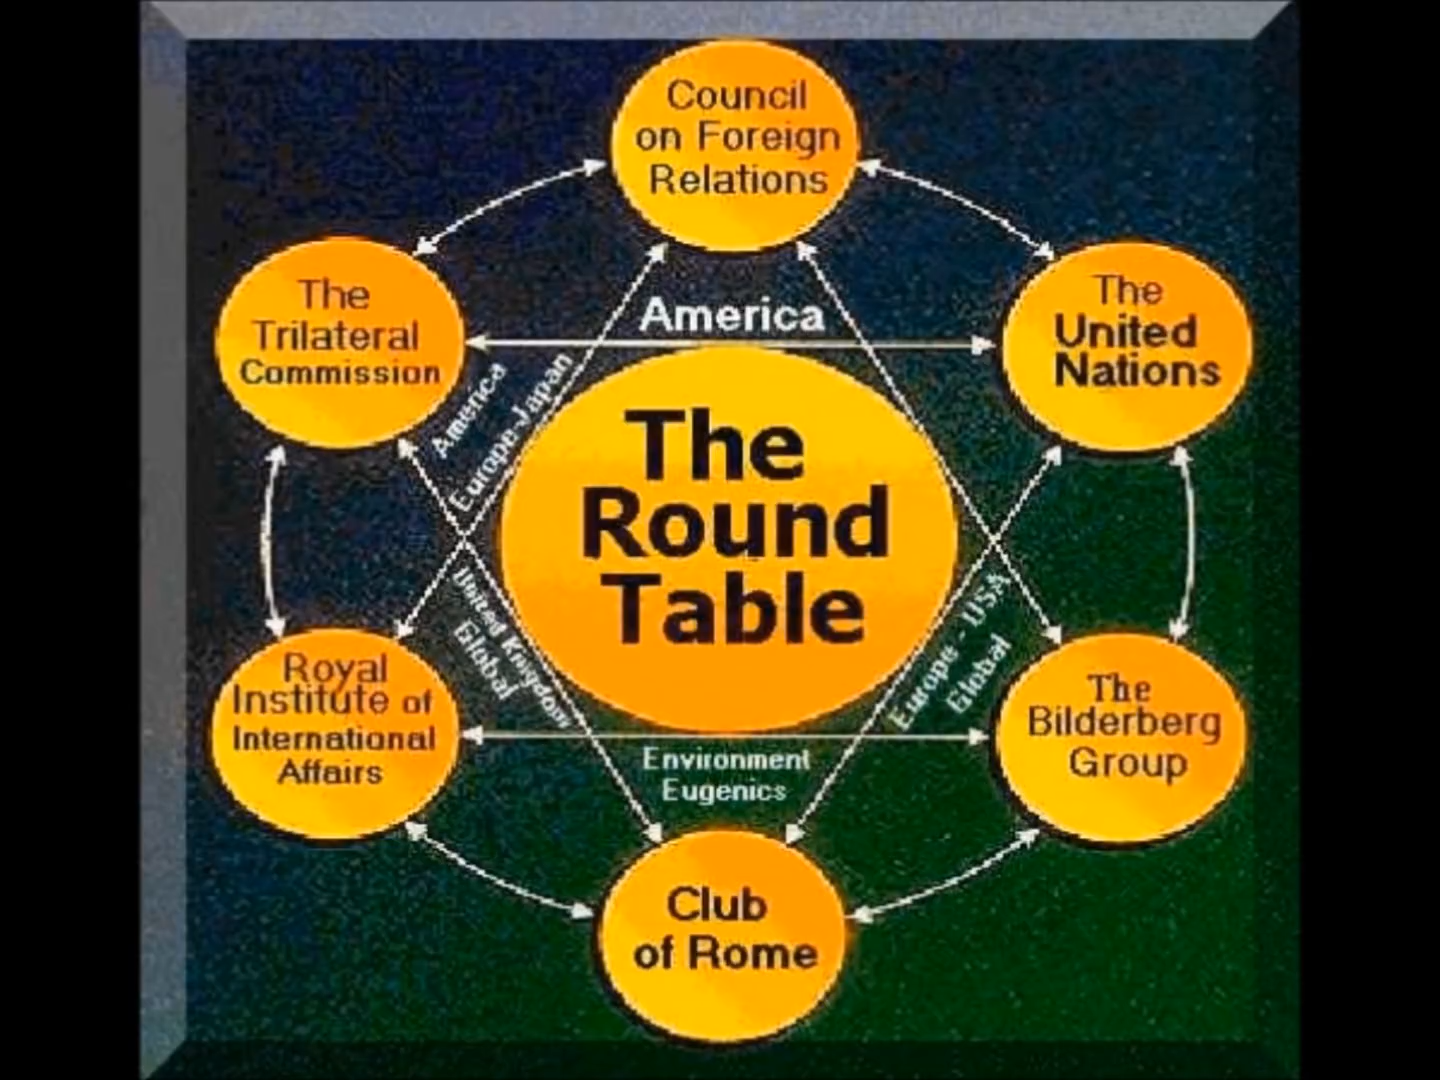 Council
on Foreign
Relations
The
Trilateral
Commission
America
The
United
Nations
America
Europe-Japan
The
Round
Table
United Kingdom
Global
Europe - USA
Global
Royal
Institute of
International
Affairs
The
Bilderberg
Group
Environment
Eugenics
Club
of Rome